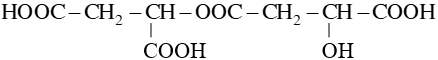 HOOC – CH₂ – CH – OOC – CH₂ – CH – COOH
COOH OH